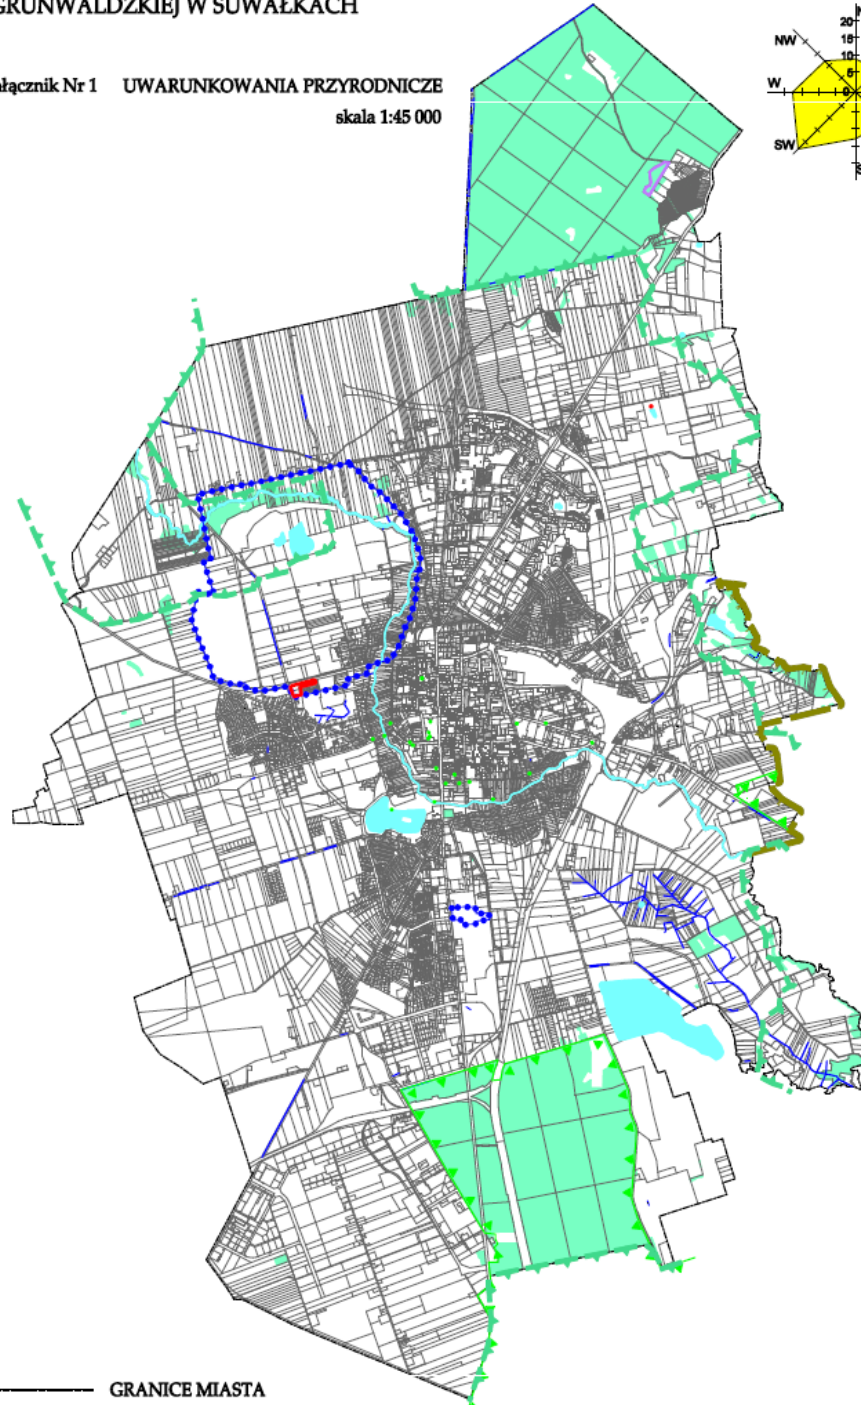 GRUNWALDZKIEJ W SUWAŁKACH
łącznik Nr 1 UWARUNKOWANIA PRZYRODNICZE
skala 1:45 000
N
20
15
10
5
0
NW
W
SW
S
GRANICE MIASTA